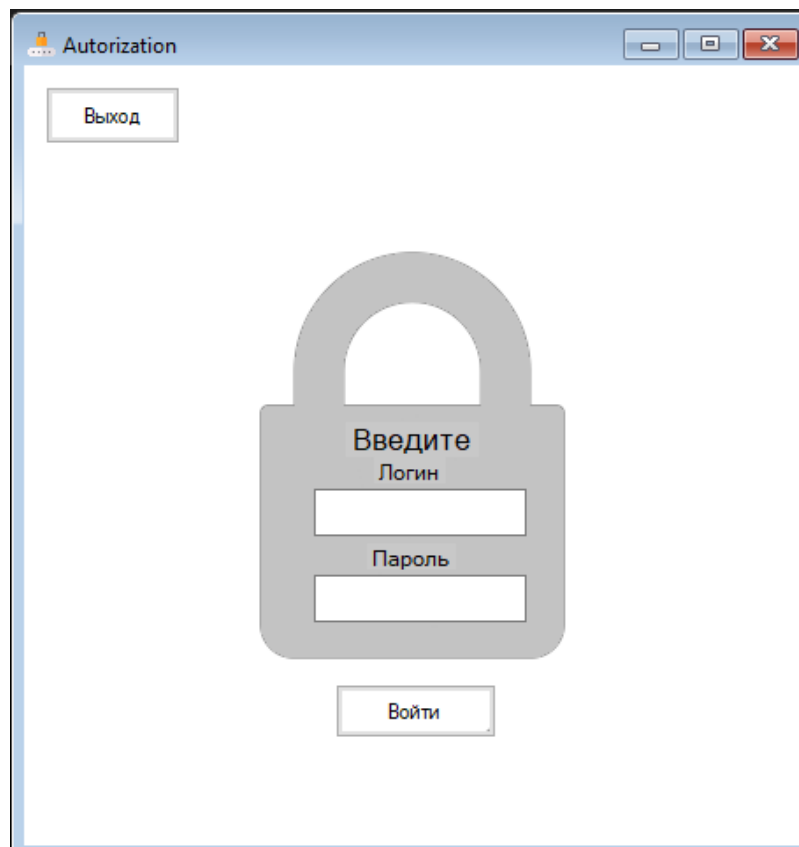 Autorization
Выход
Введите
Логин
Пароль
Войти